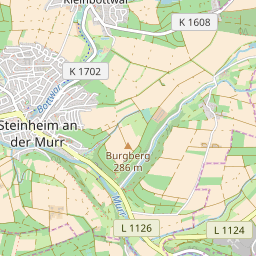 Kleinbottwar
K 1608
K 1702
Bottwar
Steinheim an
der Murr
Burgberg
286 m
Murr
L 1126
L 1124